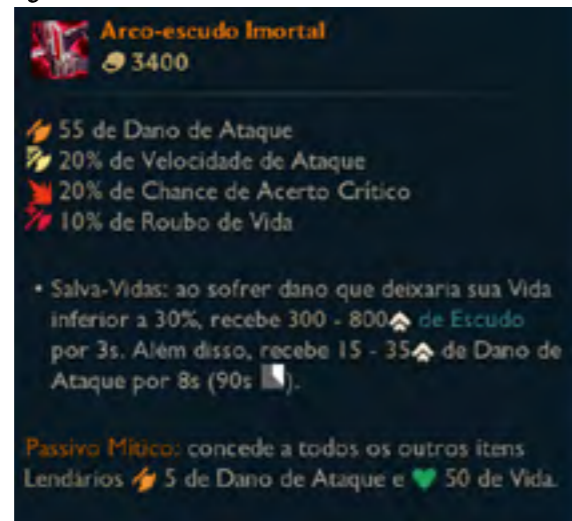 Arco-escudo Imortal
3400
55 de Dano de Ataque
20% de Velocidade de Ataque
20% de Chance de Acerto Crítico
10% de Roubo de Vida
• Salva-Vidas: ao sofrer dano que deixaria sua Vida
inferior a 30%, recebe 300 - 800 de Escudo
por 3s. Além disso, recebe 15 - 35 de Dano de
Ataque por 8s (90s ).
Passivo Mítico: concede a todos os outros itens
Lendários 5 de Dano de Ataque e 50 de Vida.